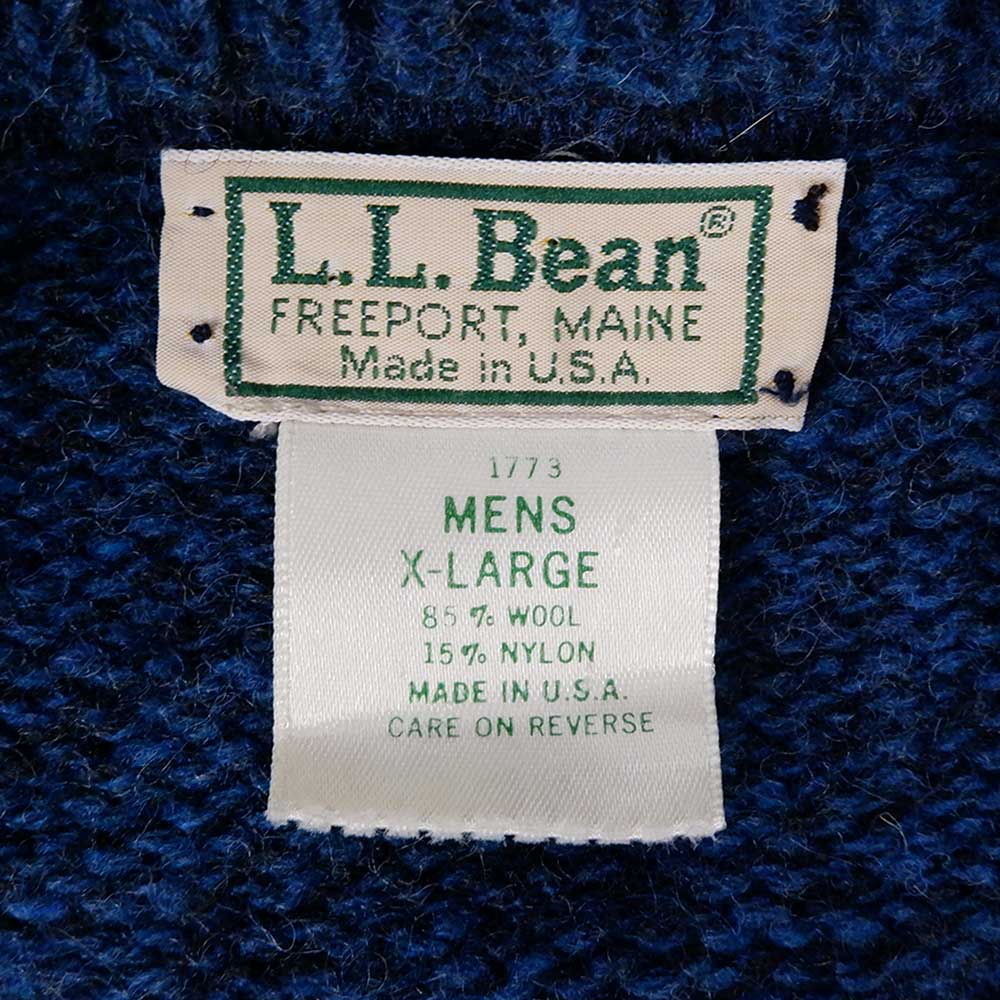 L.L. Bean®
FREEPORT, MAINE
Made in U.S.A.
1773
MENS
X-LARGE
85% WOOL
15% NYLON
MADE IN U.S.A.
CARE ON REVERSE